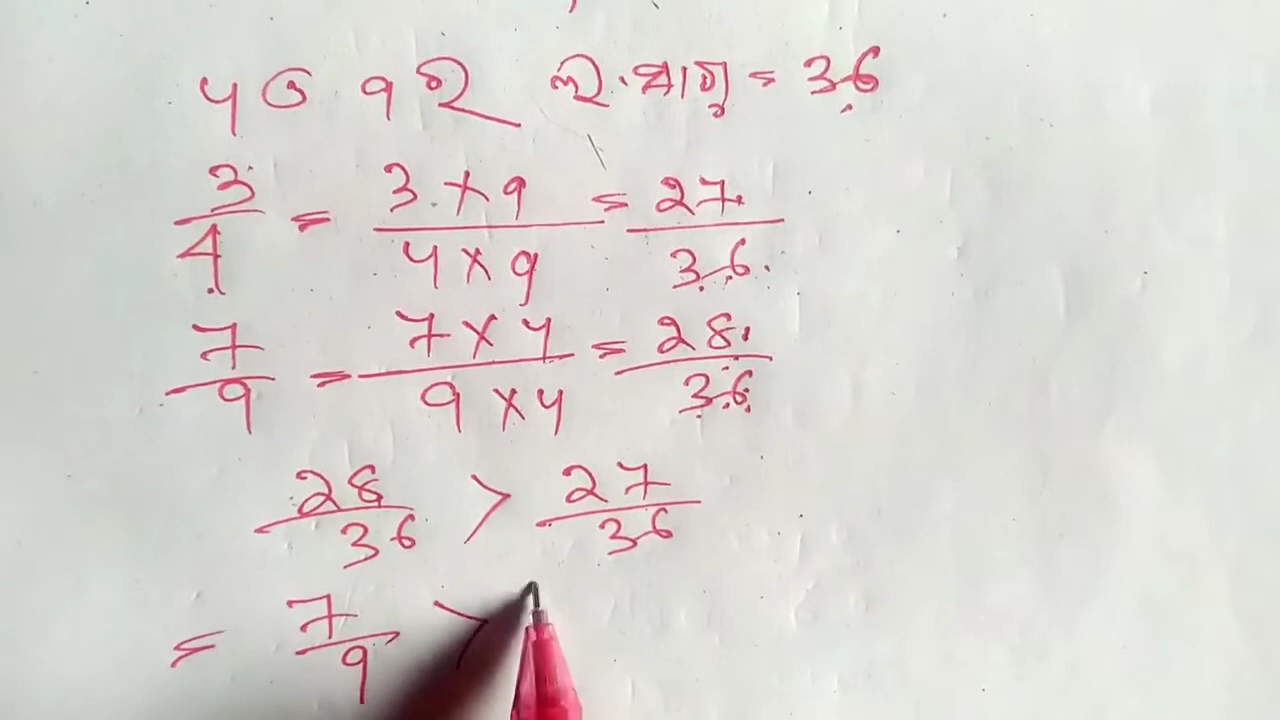 4 ଓ 9 ର ଲ.ସା.ଗୁ = 36
3/4 = 3 × 9 / 4 × 9 = 27/36
7/9 = 7 × 4 / 9 × 4 = 28/36
28/36 > 27/36
= 7/9 >